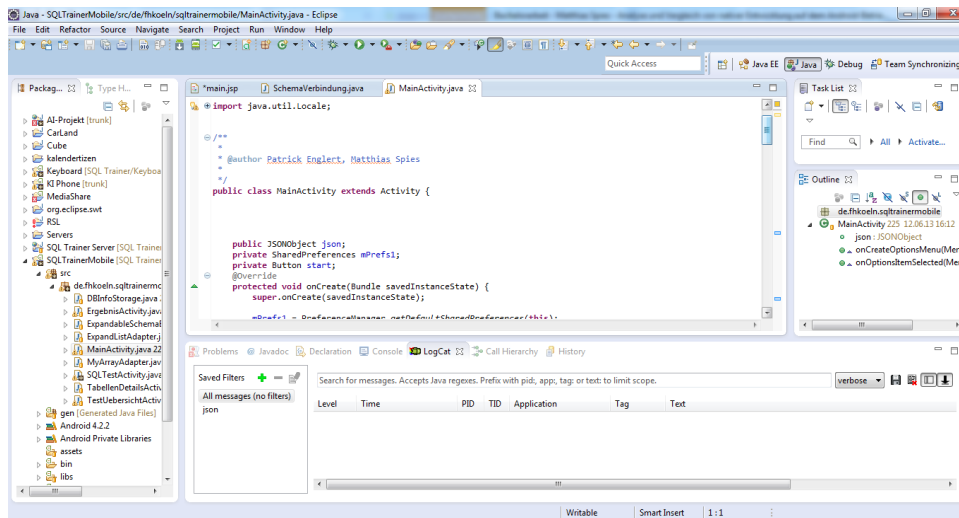 Java - SQLTrainerMobile/src/de/fhkoeln/sqltrainermobile/MainActivity.java - Eclipse
File Edit Refactor Source Navigate Search Project Run Window Help
Quick Access
Java EE Java Debug Team Synchronizing
Packag... Type H...
AI-Projekt [trunk]
CarLand
Cube
kalendertizen
Keyboard [SQL Trainer/Keyboa
KI Phone [trunk]
MediaShare
org.eclipse.swt
RSL
Servers
SQL Trainer Server [SQL Traine
SQLTrainerMobile [SQL Trainer
src
de.fhkoeln.sqltrainermc
DBInfoStorage.java
ErgebnisActivity.java
ExpandableSchemaE
ExpandListAdapter.j
MainActivity.java 22
MyArrayAdapter.jav
SQLTestActivity.java
TabellenDetailsActiv
TestUebersichtActiv
gen [Generated Java Files]
Android 4.2.2
Android Private Libraries
assets
bin
libs
*main.jsp SchemaVerbindung.java MainActivity.java
import java.util.Locale;
/**
*
* @author Patrick Englert, Matthias Spies
*
*/
public class MainActivity extends Activity {
public JSONObject json;
private SharedPreferences mPrefs1;
private Button start;
@Override
protected void onCreate(Bundle savedInstanceState) {
super.onCreate(savedInstanceState);
mPrefs1 = PreferenceManager.getDefaultSharedPreferences(this);
Task List
Find All Activate...
Outline
de.fhkoeln.sqltrainermobile
MainActivity 225 12.06.13 16:12
json : JSONObject
onCreateOptionsMenu(Mer
onOptionsItemSelected(Mer
Problems @ Javadoc Declaration Console LogCat Call Hierarchy History
Saved Filters
All messages (no filters)
json
Search for messages. Accepts Java regexes. Prefix with pid:, app:, tag: or text: to limit scope.
verbose
Level Time PID TID Application Tag Text
Writable Smart Insert 1 : 1